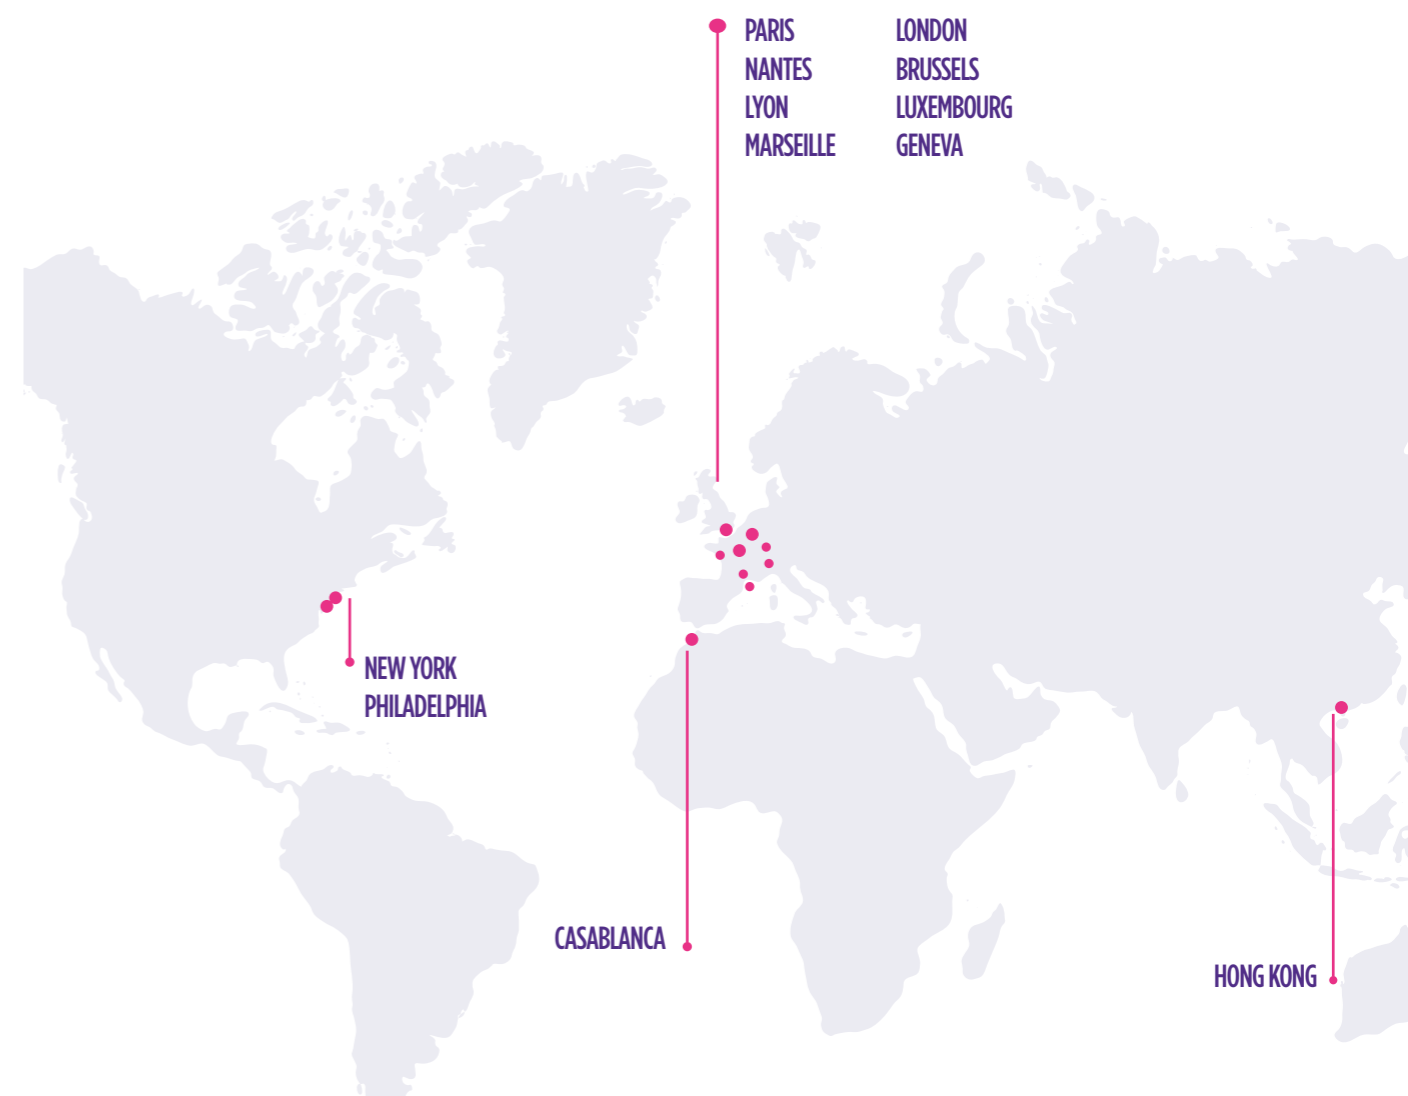 PARIS
NANTES
LYON
MARSEILLE
LONDON
BRUSSELS
LUXEMBOURG
GENEVA
NEW YORK
PHILADELPHIA
CASABLANCA
HONG KONG